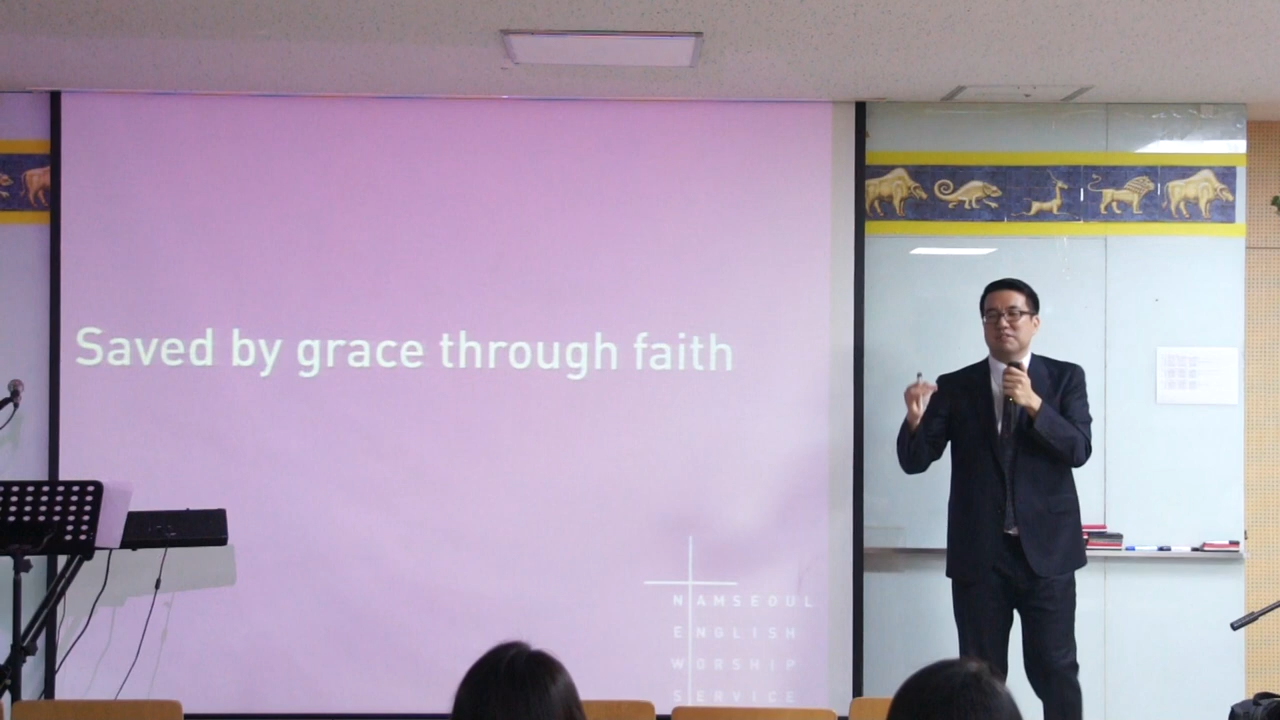 Saved by grace through faith
NAMSEOUL
ENGLISH
WORSHIP
SERVICE